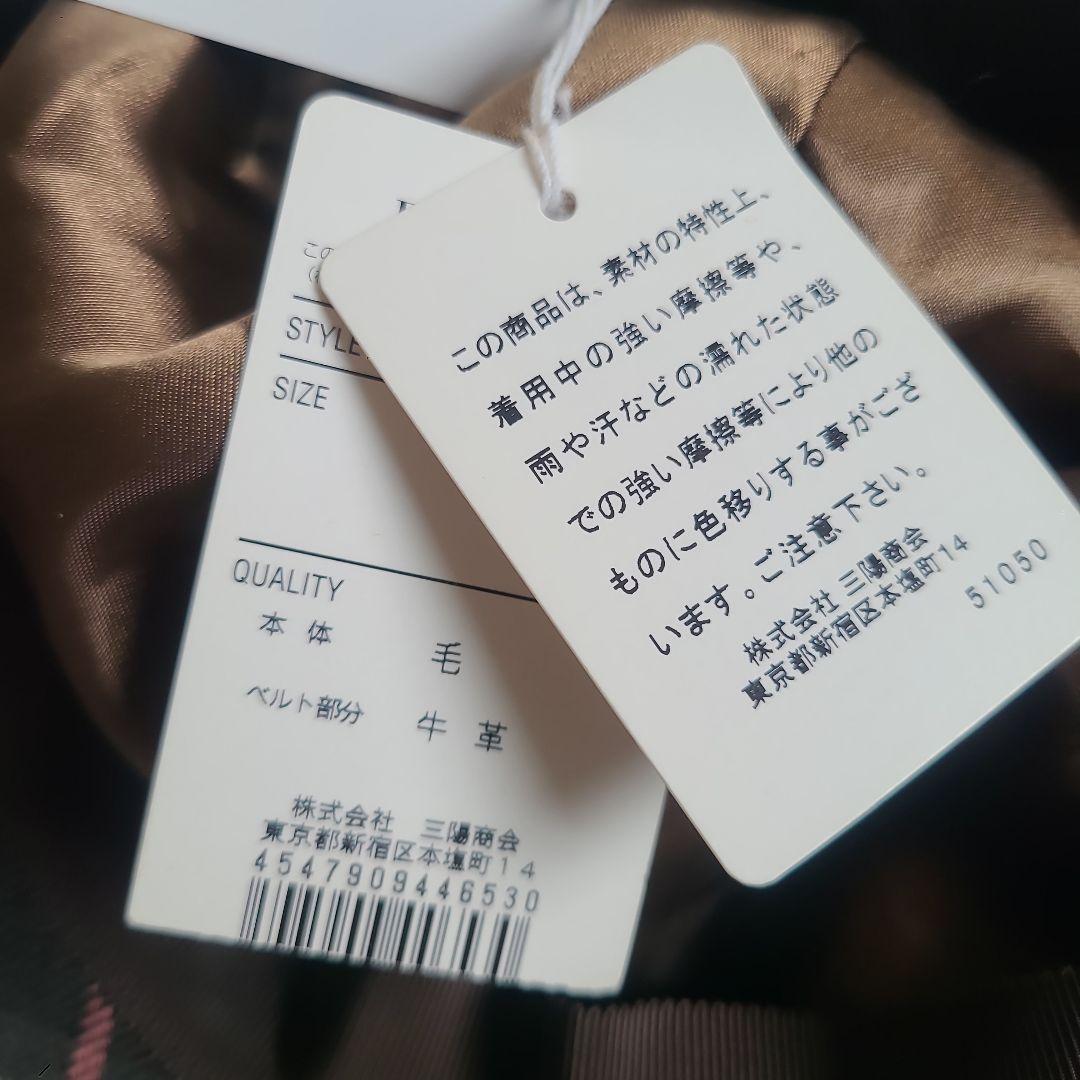 この商品は、素材の特性上、
着用中の強い摩擦等や、
雨や汗などの濡れた状態
での強い摩擦等により他の
ものに色移りする事がござ
います。ご注意下さい。
株式会社 三陽商会
東京都新宿区本塩町14
51050
この
STYLE
SIZE
QUALITY
本体 毛
ベルト部分 牛革
株式会社 三陽商会
東京都新宿区本塩町14
4547909446530